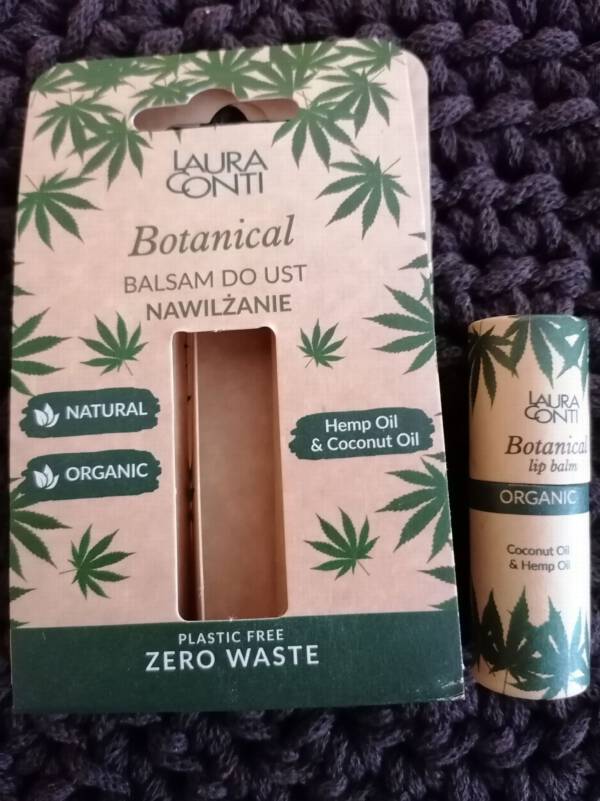 LAURA
CONTI
Botanical
BALSAM DO UST
NAWILŻANIE
NATURAL
ORGANIC
Hemp Oil
& Coconut Oil
PLASTIC FREE
ZERO WASTE
LAURA
CONTI
Botanical
lip balm
ORGANIC
Coconut Oil
& Hemp Oil